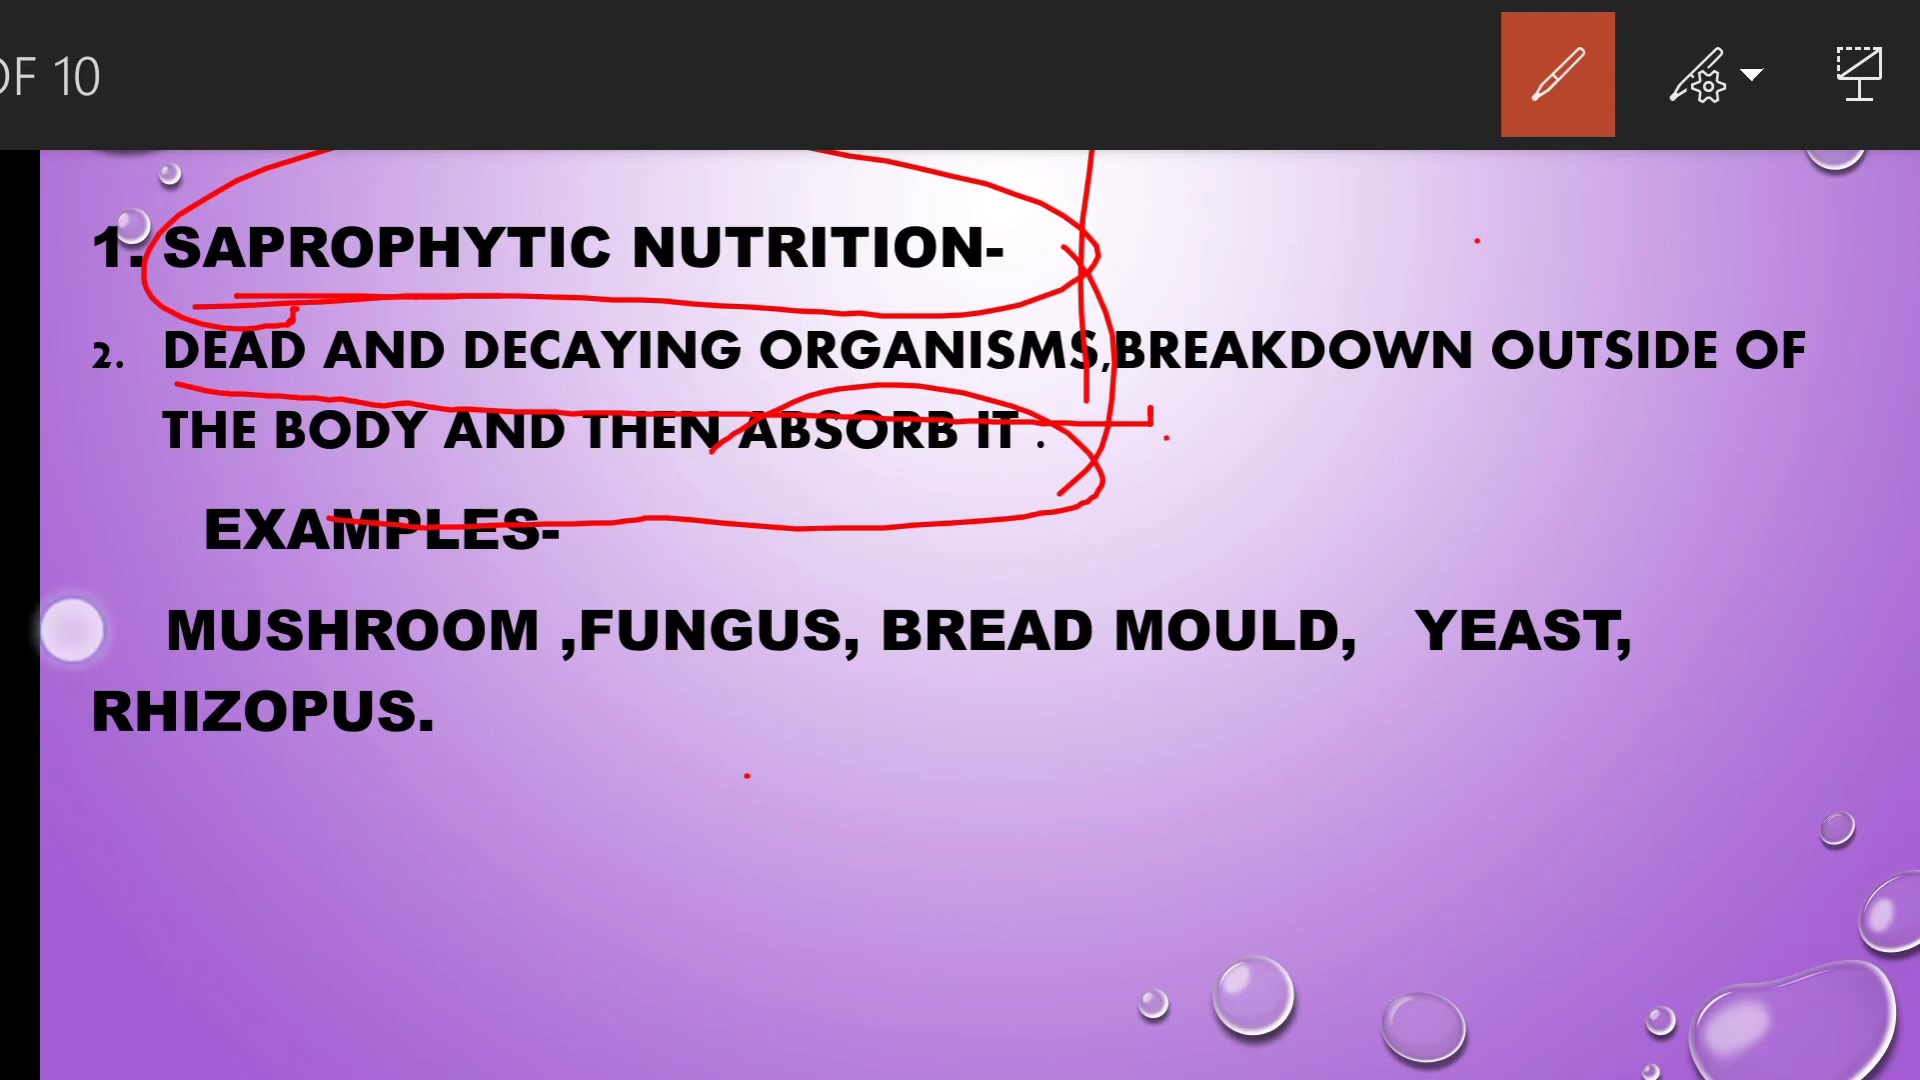 OF 10
1. SAPROPHYTIC NUTRITION-
2. DEAD AND DECAYING ORGANISMS,BREAKDOWN OUTSIDE OF
THE BODY AND THEN ABSORB IT .
EXAMPLES-
MUSHROOM ,FUNGUS, BREAD MOULD, YEAST,
RHIZOPUS.